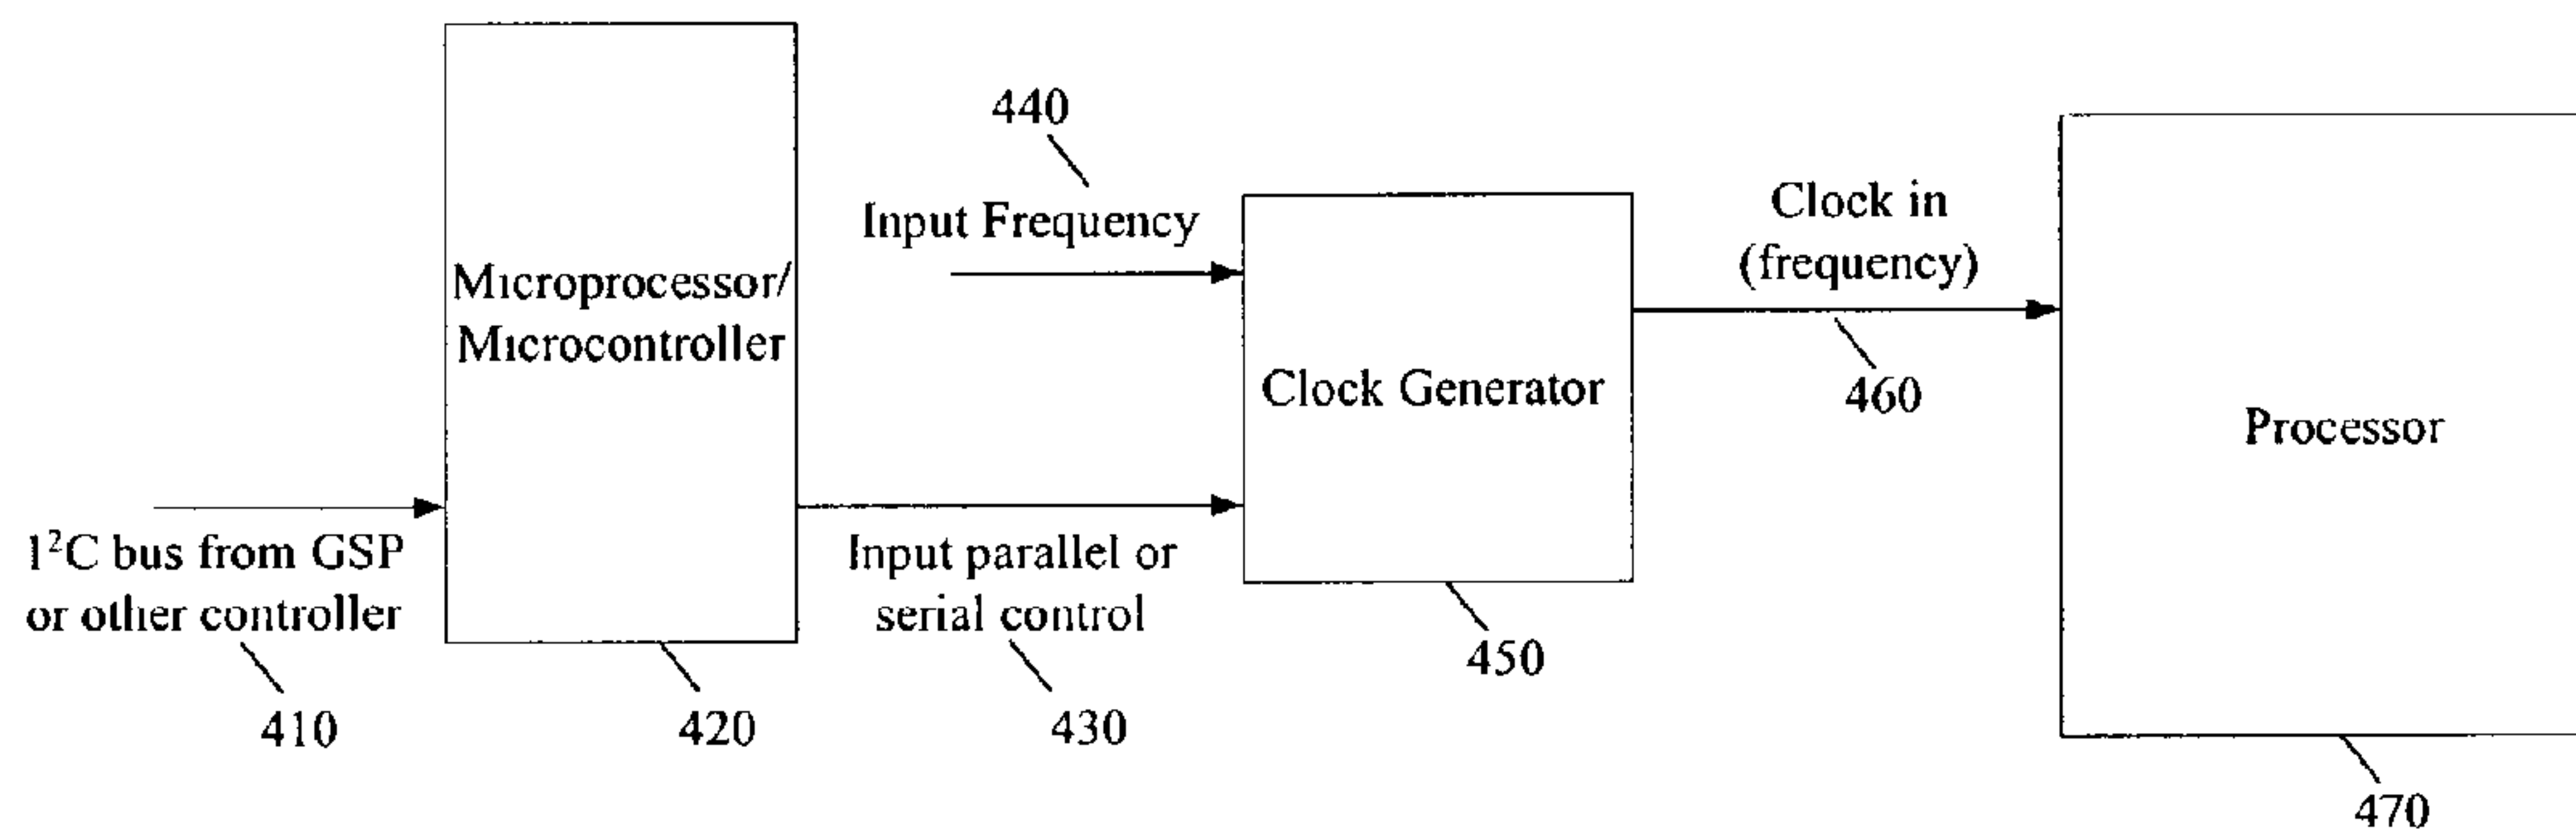 440
Input Frequency
Clock in
(frequency)
Microprocessor/
Microcontroller
Clock Generator
460
Processor
I²C bus from GSP
or other controller
Input parallel or
serial control
410
420
430
450
470